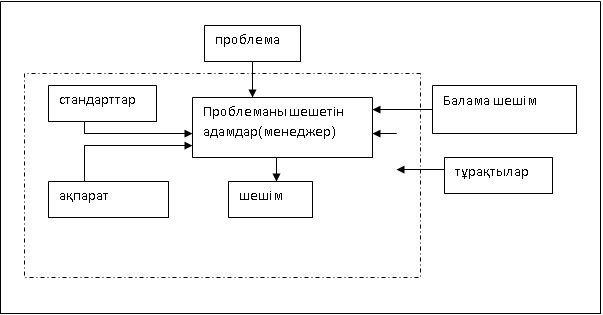 проблема
стандарттар
Проблеманы шешетін
адамдар(менеджер)
Балама шешім
тұрақтылар
ақпарат
шешім